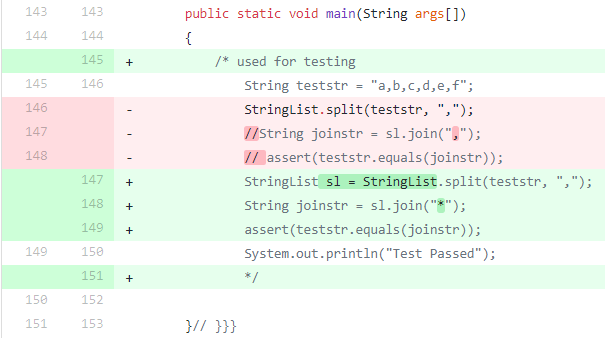 143 143 public static void main(String args[])
144 144 {
145 + /* used for testing
145 146 String teststr = "a,b,c,d,e,f";
146 - StringList.split(teststr, ",");
147 - //String joinstr = sl.join(",");
148 - // assert(teststr.equals(joinstr));
147 + StringList sl = StringList.split(teststr, ",");
148 + String joinstr = sl.join("*");
149 + assert(teststr.equals(joinstr));
149 150 System.out.println("Test Passed");
151 + */
150 152
151 153 }// }}}